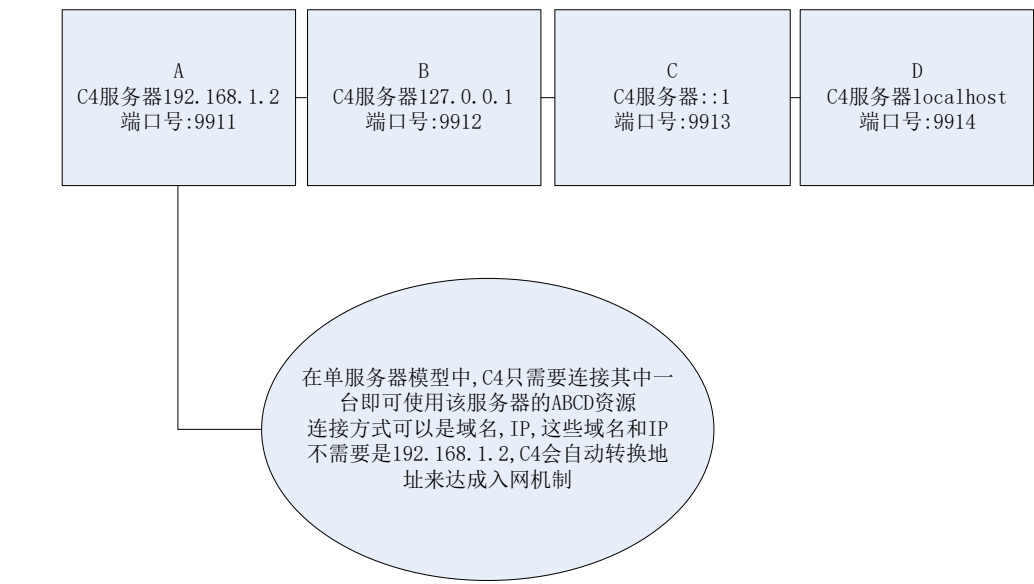 A
C4服务器192.168.1.2
端口号:9911
B
C4服务器127.0.0.1
端口号:9912
C
C4服务器::1
端口号:9913
D
C4服务器localhost
端口号:9914
在单服务器模型中,C4只需要连接其中一
台即可使用该服务器的ABCD资源
连接方式可以是域名,IP,这些域名和IP
不需要是192.168.1.2,C4会自动转换地
址来达成入网机制